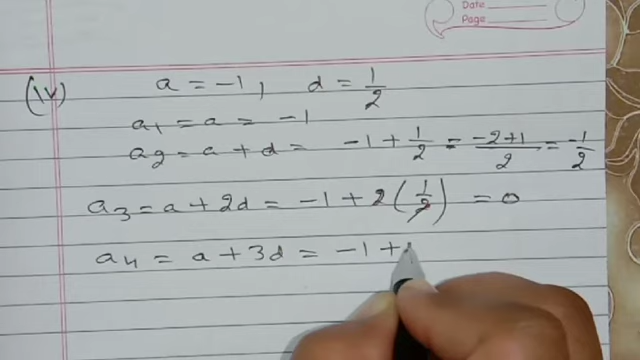 Date
Page
(iv) a = -1, d = 1/2
a1 = a = -1
a2 = a + d = -1 + 1/2 = -2+1/2 = -1/2
a3 = a + 2d = -1 + 2(1/2) = 0
a4 = a + 3d = -1 +